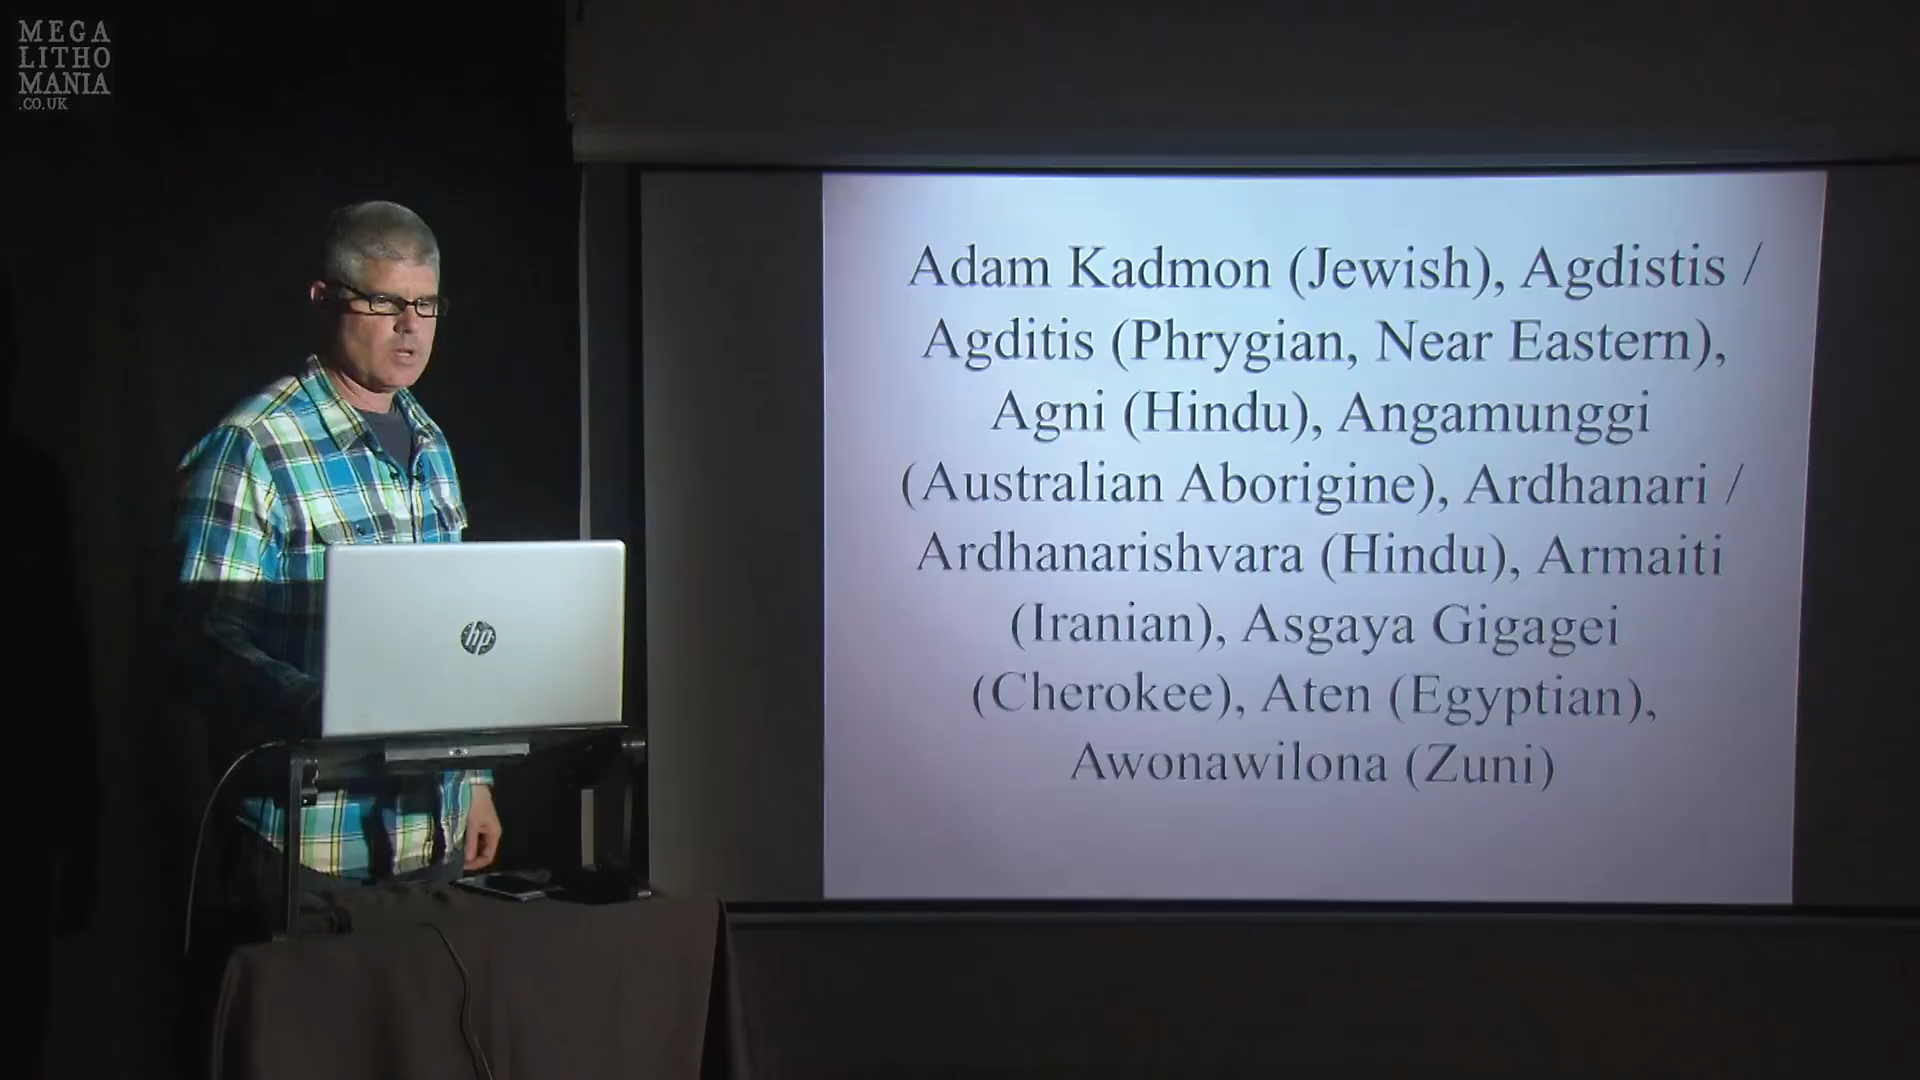 MEGA
LITHO
MANIA
.CO.UK
Adam Kadmon (Jewish), Agdistis /
Agditis (Phrygian, Near Eastern),
Agni (Hindu), Angamunggi
(Australian Aborigine), Ardhanari /
Ardhanarishvara (Hindu), Armaiti
(Iranian), Asgaya Gigagei
(Cherokee), Aten (Egyptian),
Awonawilona (Zuni)
hp